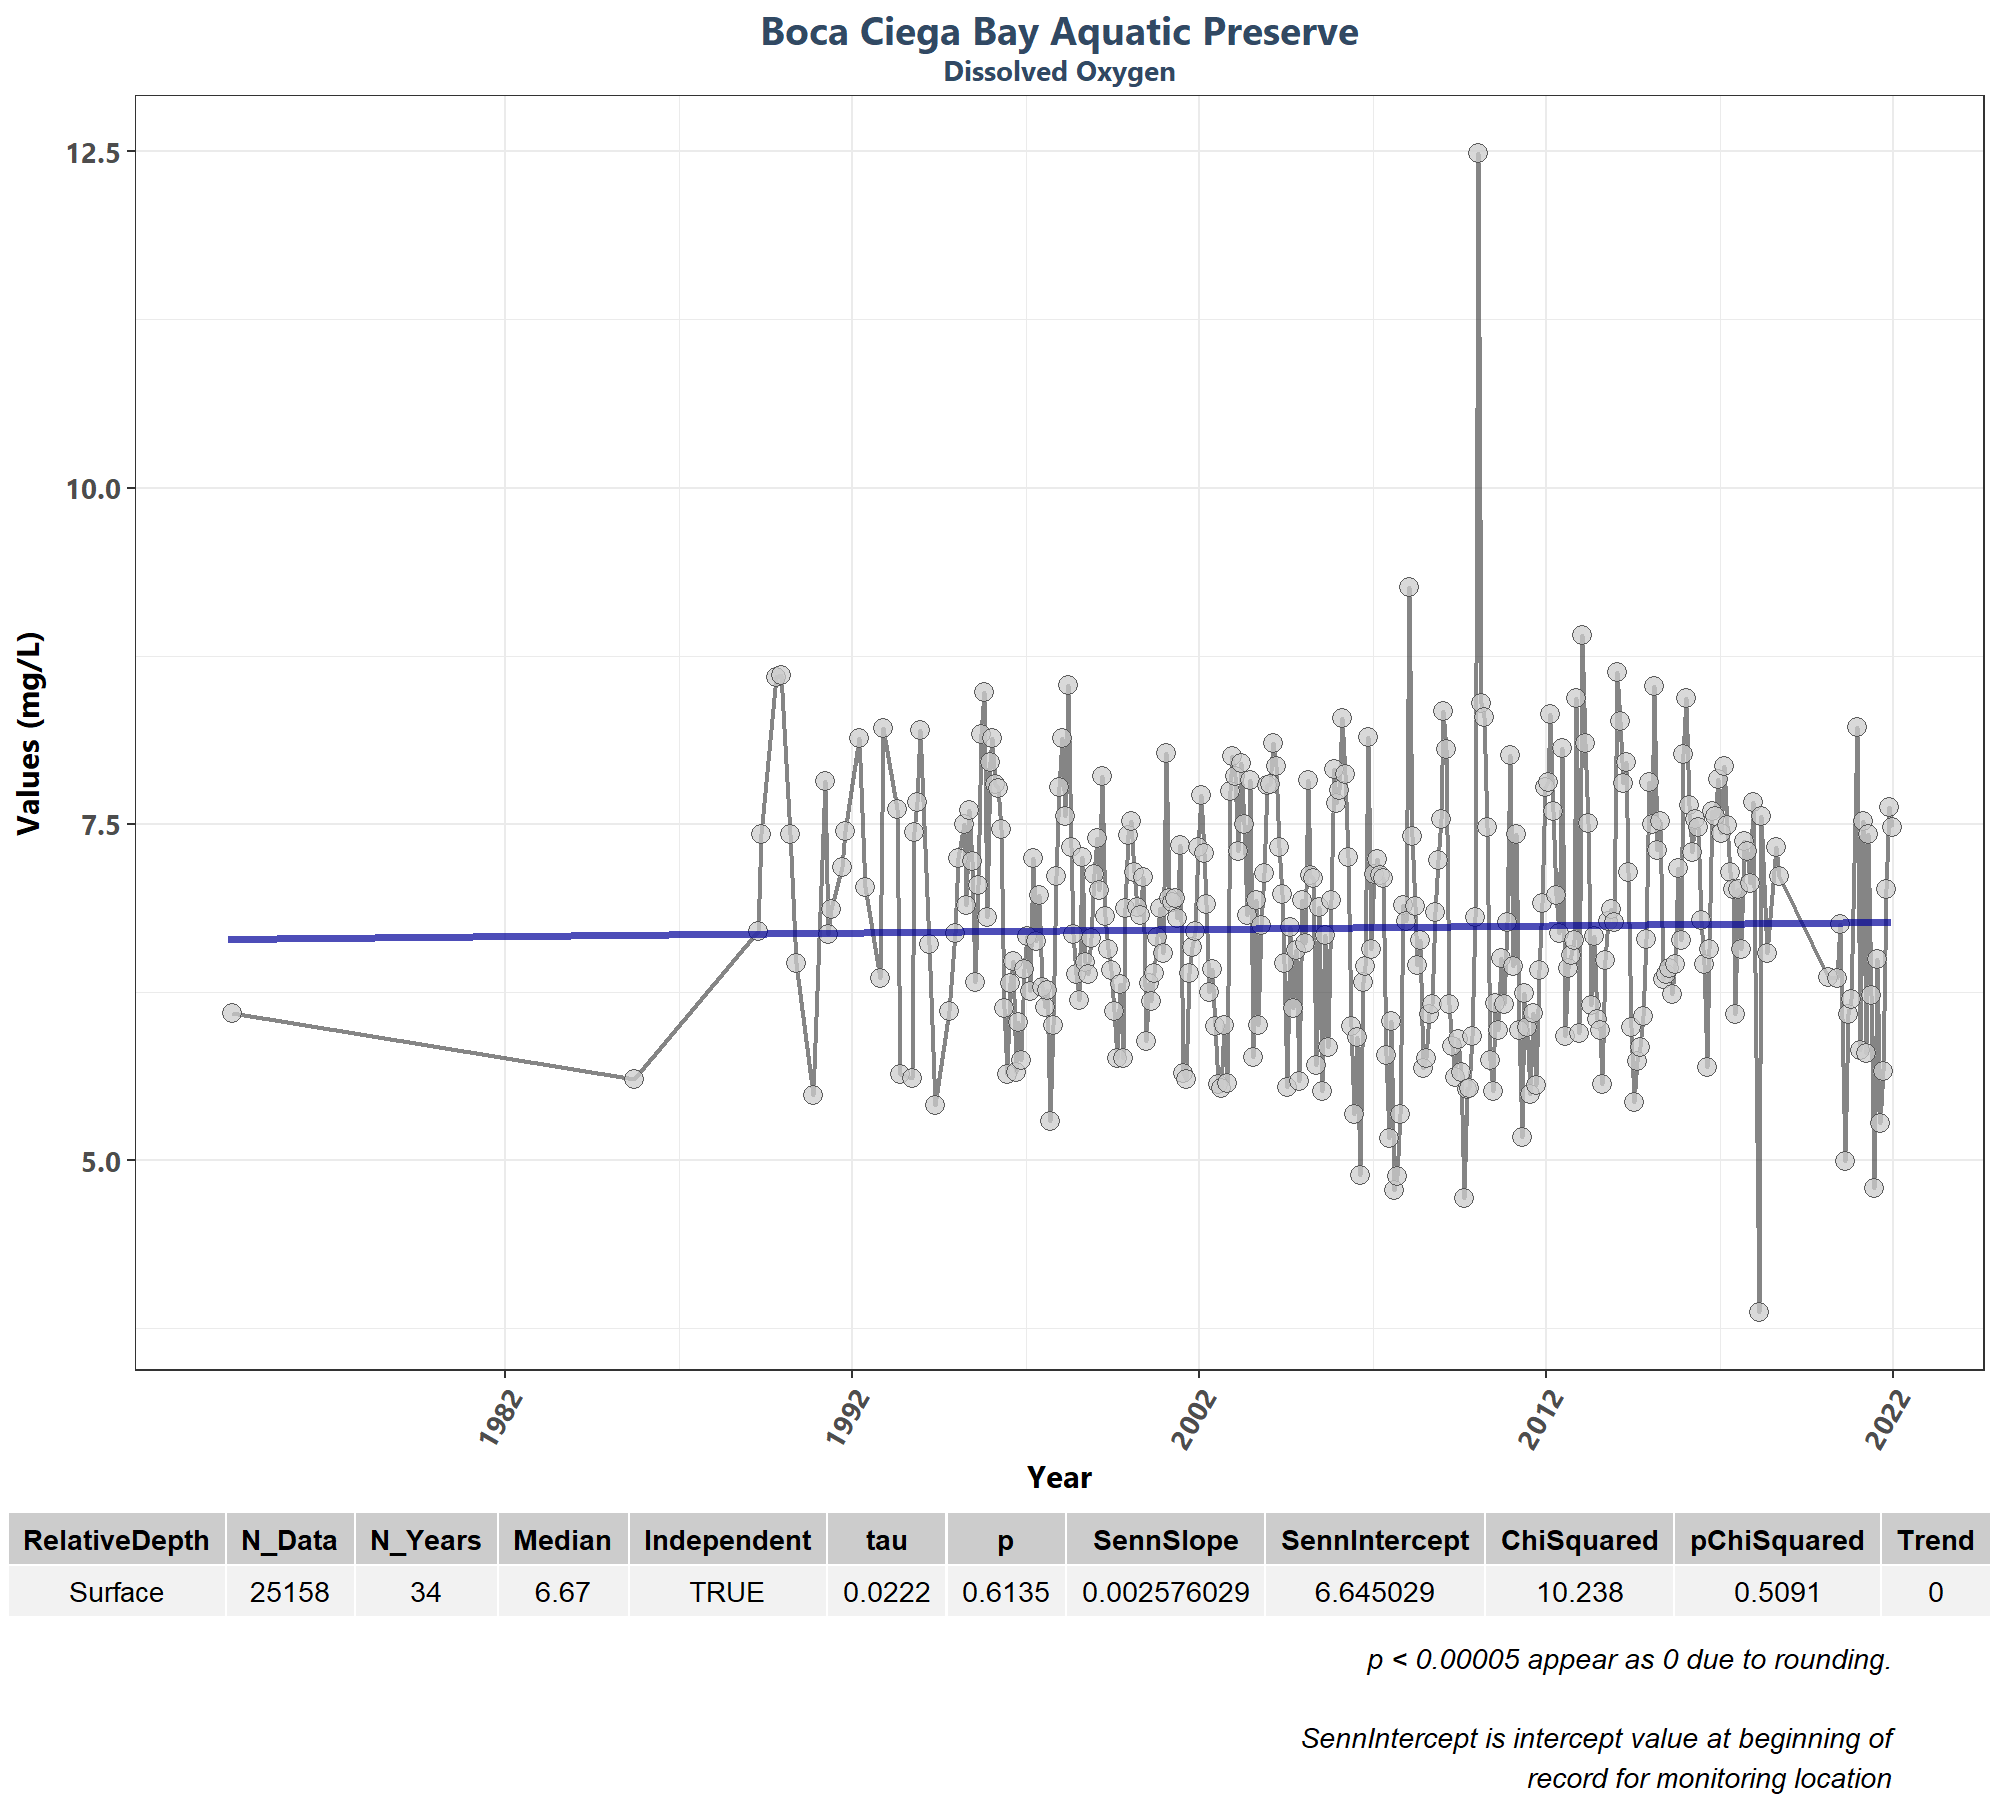 Boca Ciega Bay Aquatic Preserve
Dissolved Oxygen
Values (mg/L)
12.5
10.0
7.5
5.0
1982
1992
2002
2012
2022
Year
RelativeDepth N_Data N_Years Median Independent tau p SennSlope SennIntercept ChiSquared pChiSquared Trend
Surface 25158 34 6.67 TRUE 0.0222 0.6135 0.002576029 6.645029 10.238 0.5091 0
p < 0.00005 appear as 0 due to rounding.
SennIntercept is intercept value at beginning of
record for monitoring location